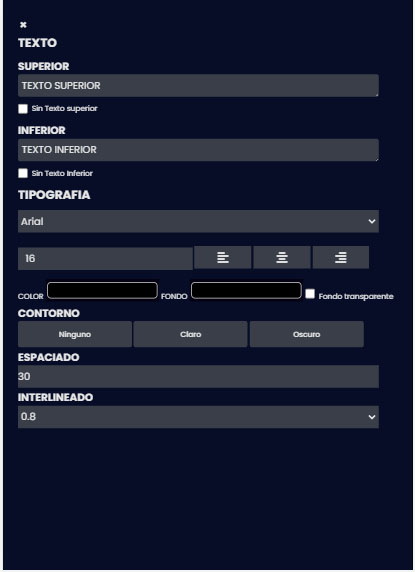 ✖
TEXTO
SUPERIOR
TEXTO SUPERIOR
Sin Texto superior
INFERIOR
TEXTO INFERIOR
Sin Texto Inferior
TIPOGRAFIA
Arial
16
COLOR FONDO Fondo transparente
CONTORNO
Ninguno Claro Oscuro
ESPACIADO
30
INTERLINEADO
0.8